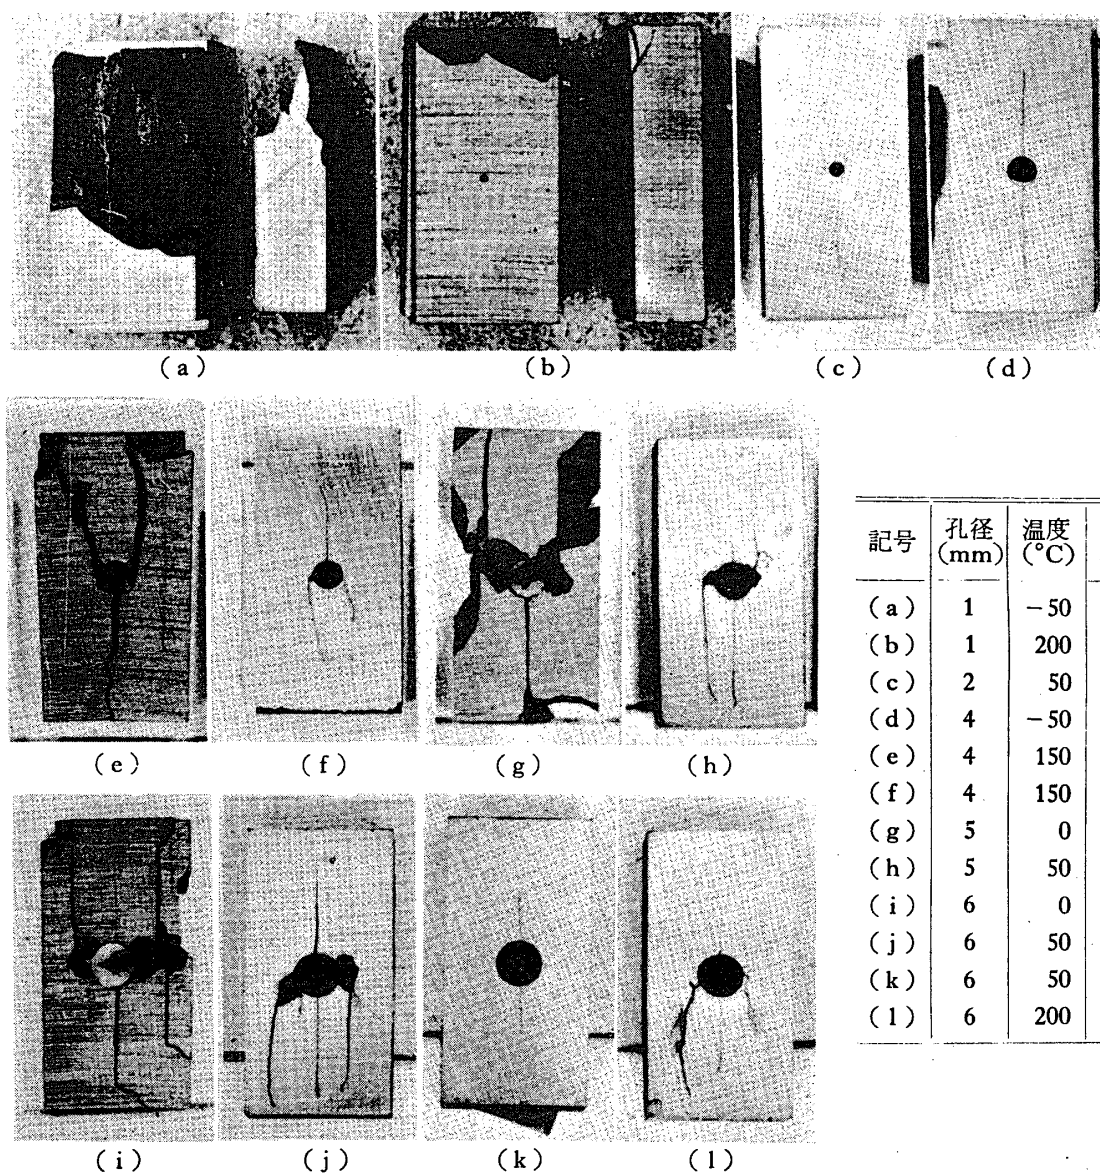 (a) (b) (c) (d)
(e) (f) (g) (h)
(i) (j) (k) (l)
記号 孔径 (mm) 温度 (°C)
(a) 1 −50
(b) 1 200
(c) 2 50
(d) 4 −50
(e) 4 150
(f) 4 150
(g) 5 0
(h) 5 50
(i) 6 0
(j) 6 50
(k) 6 50
(l) 6 200